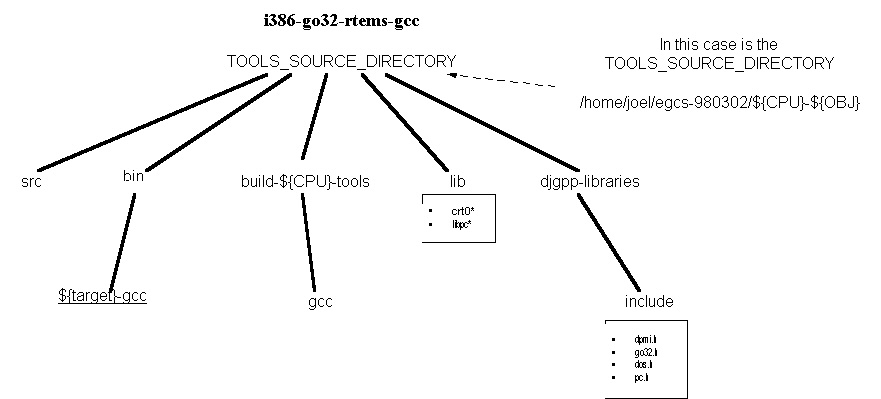 i386-go32-rtems-gcc
TOOLS_SOURCE_DIRECTORY
In this case is the
TOOLS_SOURCE_DIRECTORY
/home/joel/egcs-980302/${CPU}-${OBJ}
src
bin
build-${CPU}-tools
lib
djgpp-libraries
• crt0*
• libpc*
${target}-gcc
gcc
include
• dpmi.h
• go32.h
• dos.h
• pc.h